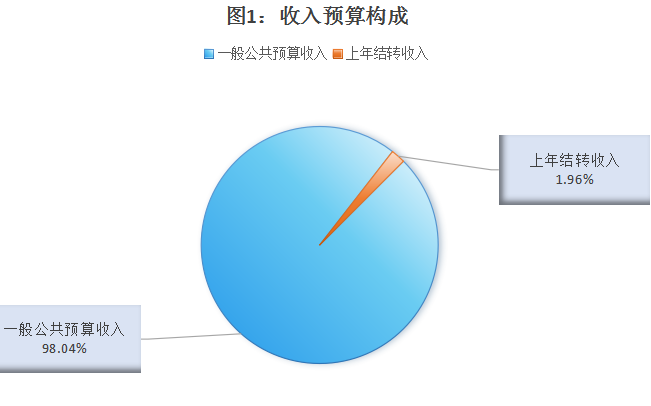 图1：收入预算构成
一般公共预算收入 上年结转收入
上年结转收入
1.96%
一般公共预算收入
98.04%